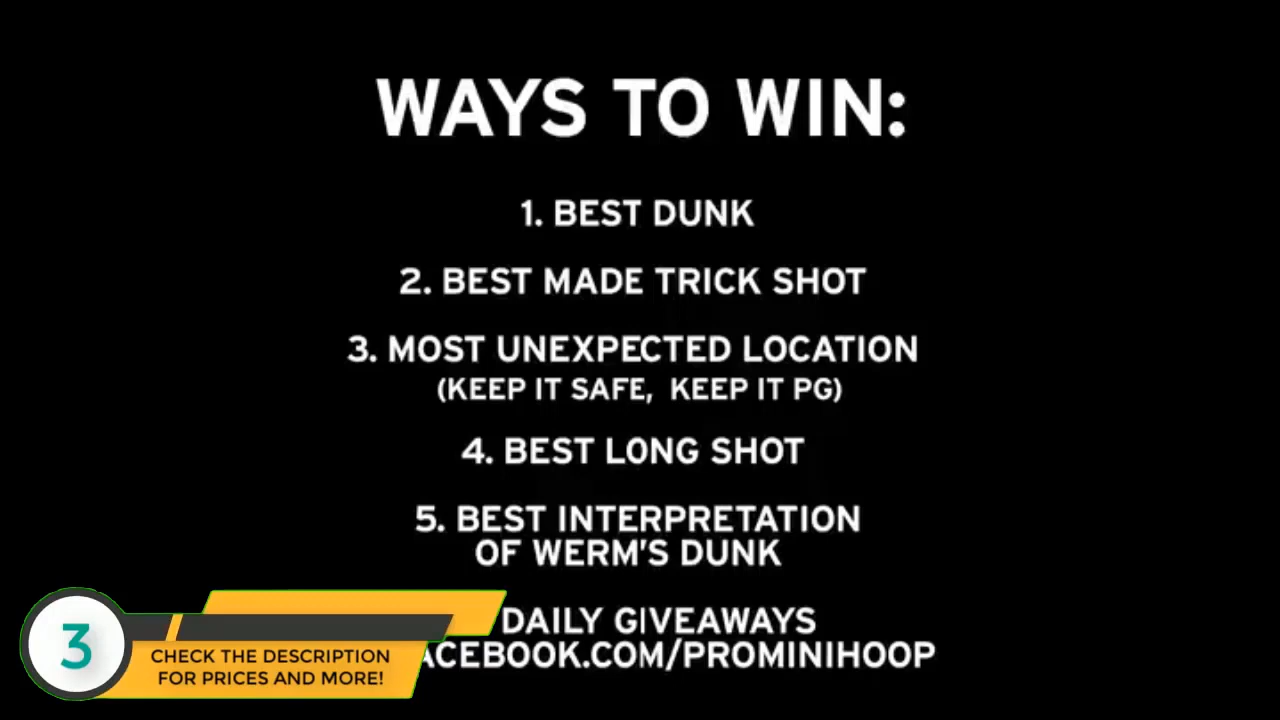 WAYS TO WIN:
1. BEST DUNK
2. BEST MADE TRICK SHOT
3. MOST UNEXPECTED LOCATION
(KEEP IT SAFE, KEEP IT PG)
4. BEST LONG SHOT
5. BEST INTERPRETATION
OF WERM'S DUNK
DAILY GIVEAWAYS
ACEBOOK.COM/PROMINIHOOP
3
CHECK THE DESCRIPTION
FOR PRICES AND MORE!